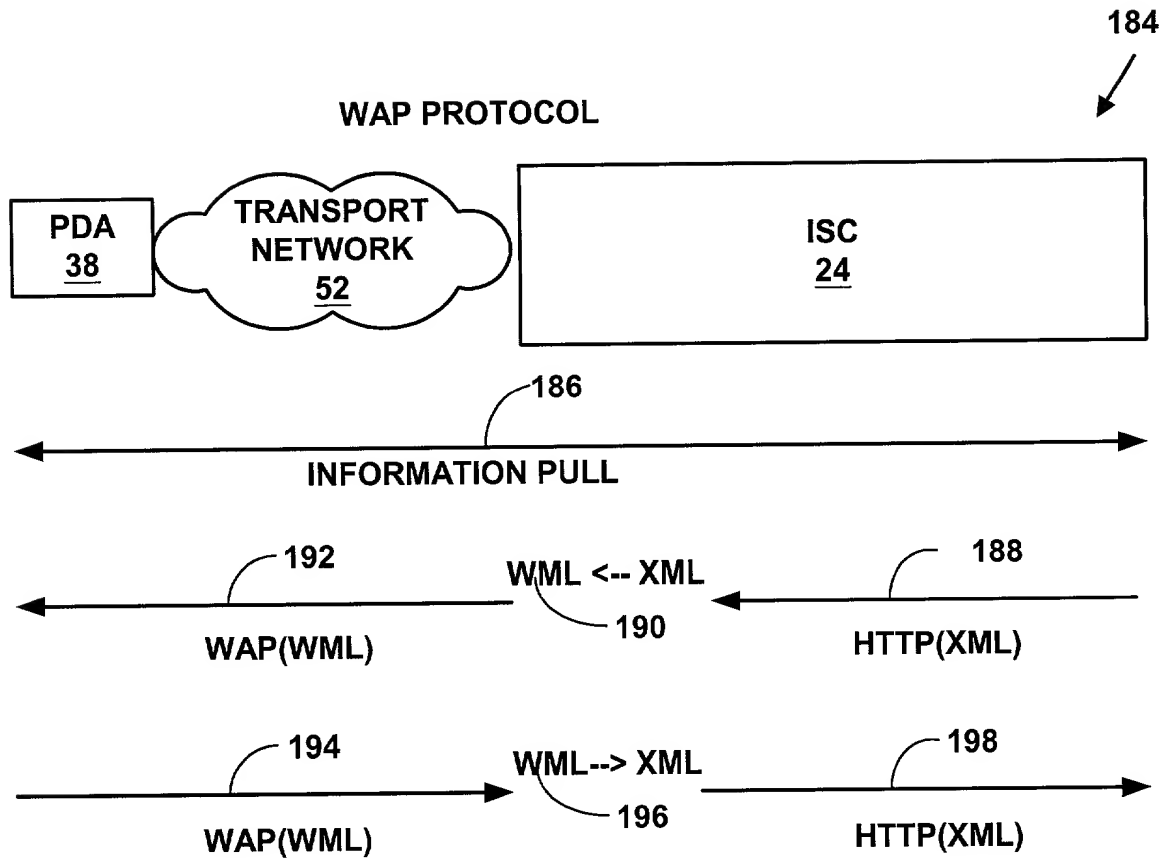 184
WAP PROTOCOL
PDA
38
TRANSPORT
NETWORK
52
ISC
24
186
INFORMATION PULL
192
WML <-- XML
188
190
WAP(WML)
HTTP(XML)
194
WML--> XML
198
196
WAP(WML)
HTTP(XML)